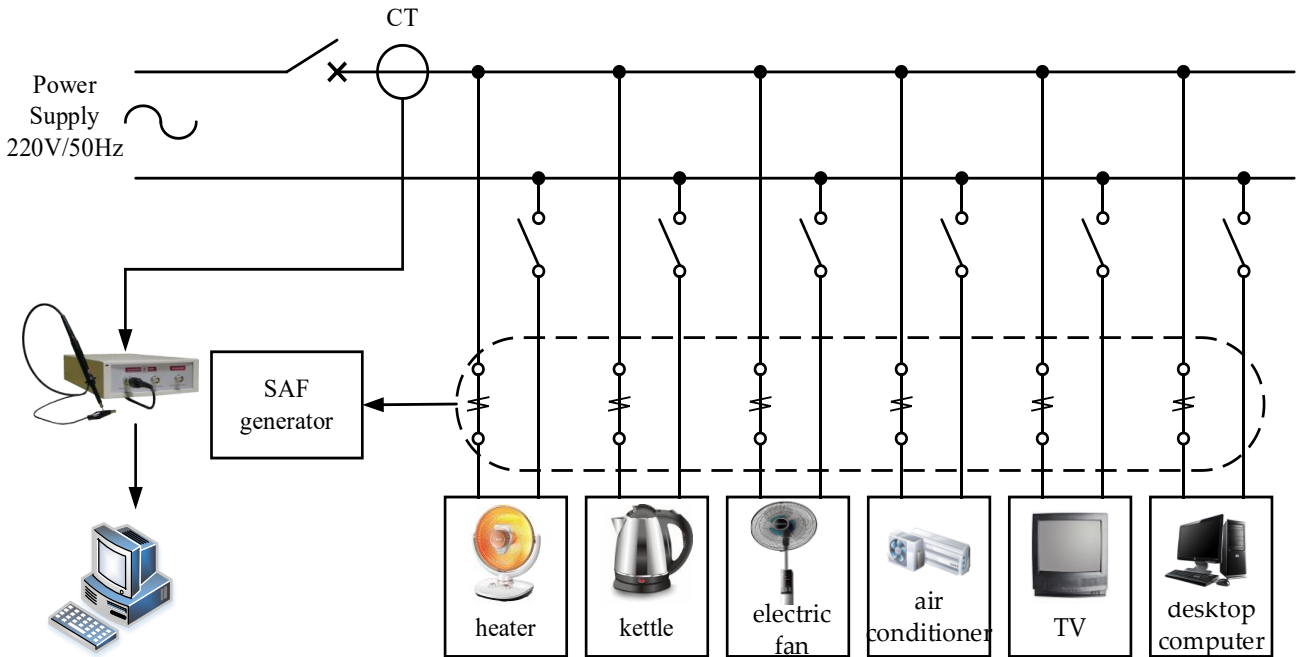 CT
Power
Supply
220V/50Hz
SAF
generator
heater
kettle
electric
fan
air
conditioner
TV
desktop
computer